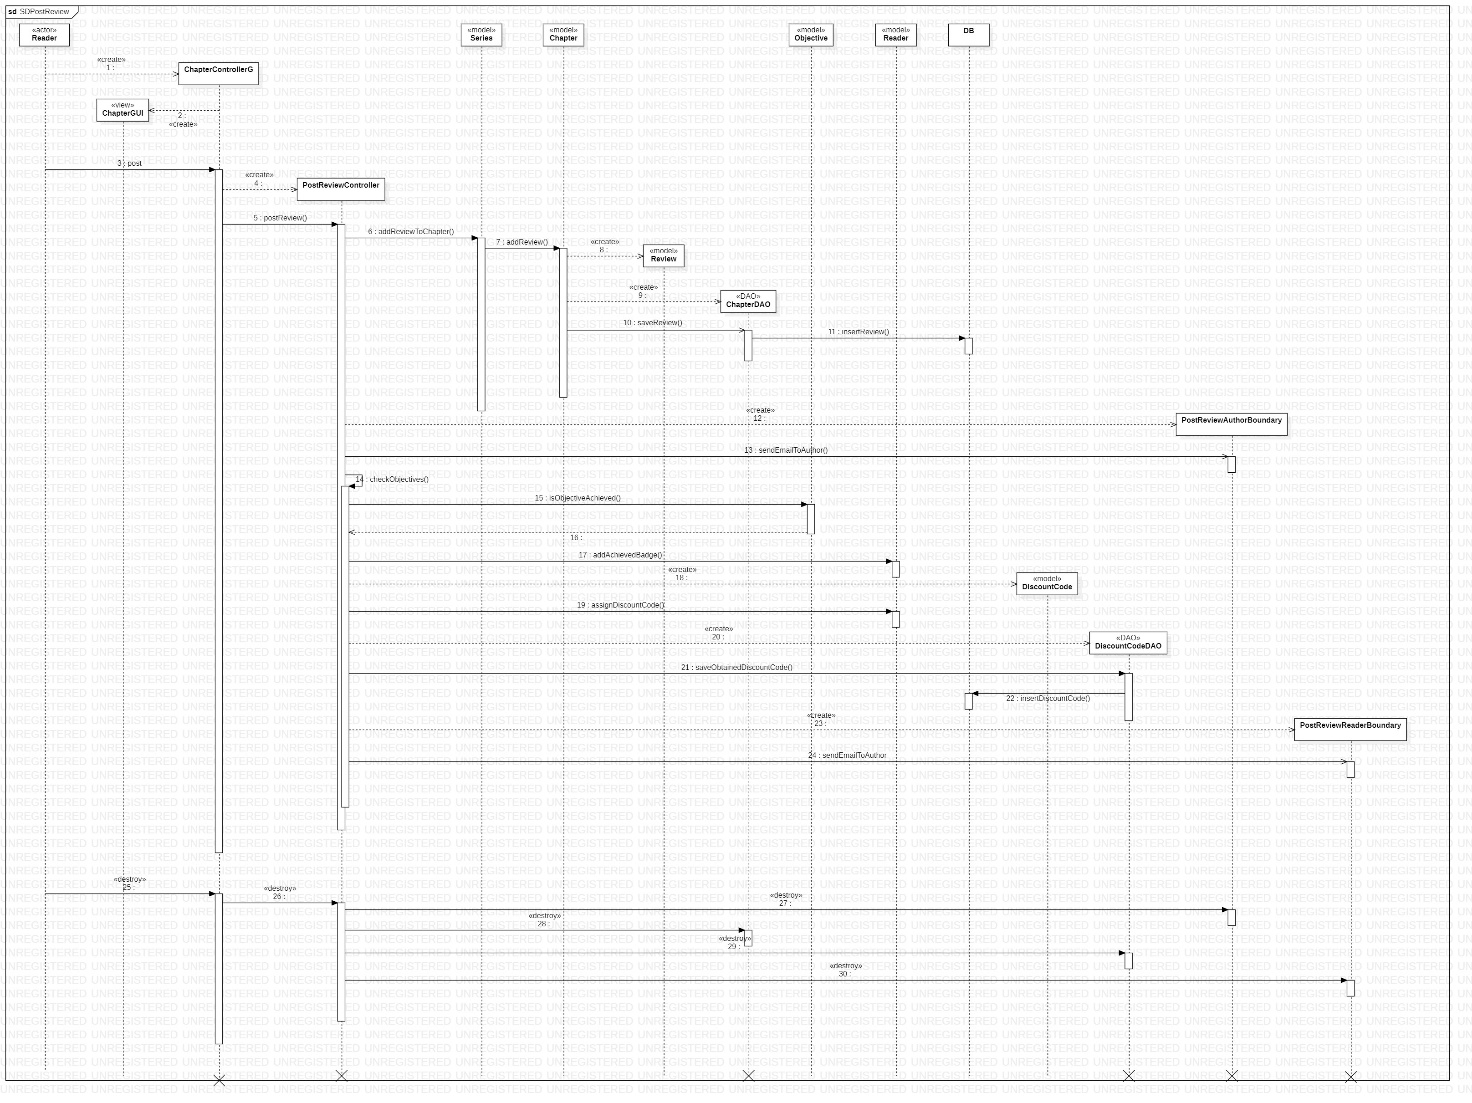 sd SDPostReview
«actor»
Reader
«model»
Series
«model»
Chapter
«model»
Objective
«model»
Reader
DB
«create»
1 :
ChapterControllerG
«view»
ChapterGUI
2 :
«create»
3 : post
«create»
4 :
PostReviewController
5 : postReview()
6 : addReviewToChapter()
7 : addReview()
«create»
8 :
«model»
Review
«create»
9 :
«DAO»
ChapterDAO
10 : saveReview()
11 : insertReview()
«create»
12 :
PostReviewAuthorBoundary
13 : sendEmailToAuthor()
14 : checkObjectives()
15 : isObjectiveAchieved()
16 :
17 : addAchievedBadge()
«create»
18 :
«model»
DiscountCode
19 : assignDiscountCode()
«create»
20 :
«DAO»
DiscountCodeDAO
21 : saveObtainedDiscountCode()
22 : insertDiscountCode()
«create»
23 :
PostReviewReaderBoundary
24 : sendEmailToAuthor
«destroy»
25 :
«destroy»
26 :
«destroy»
27 :
«destroy»
28 :
«destroy»
29 :
«destroy»
30 :
UNREGISTERED